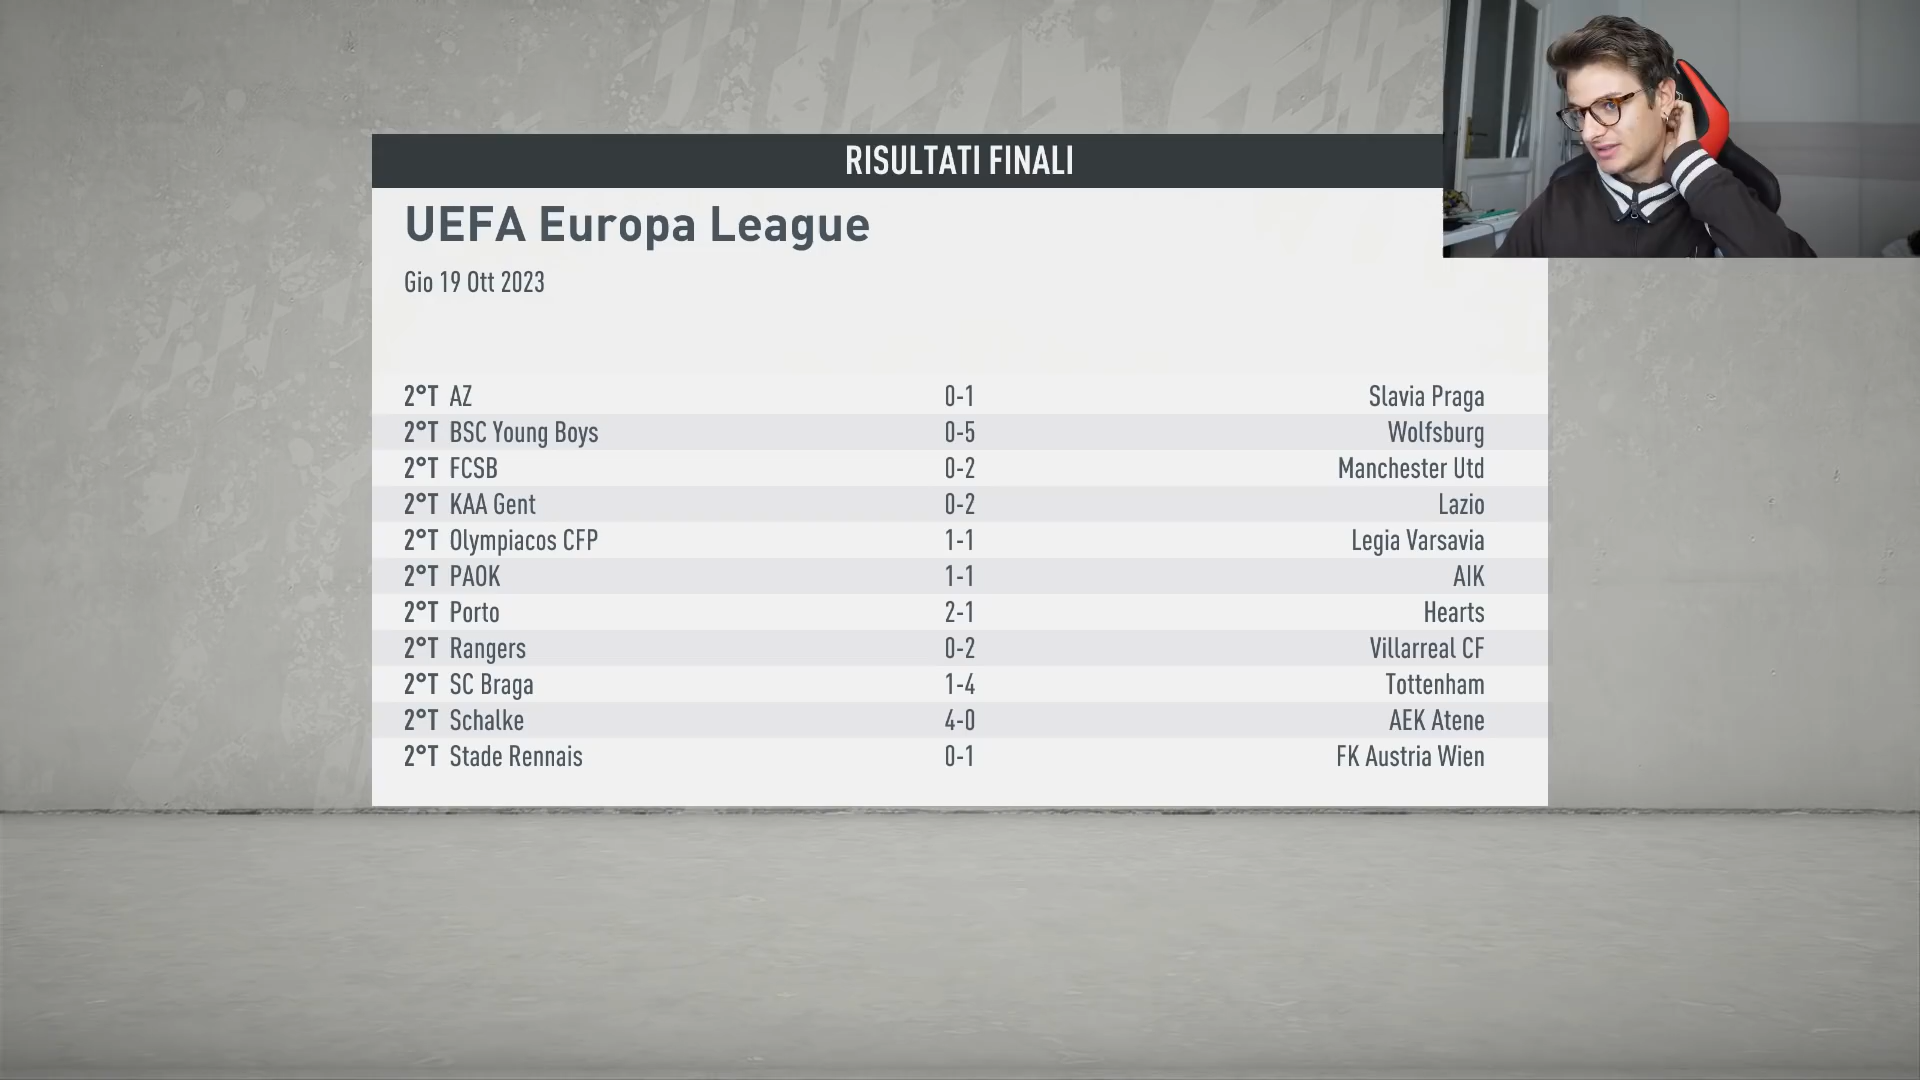 RISULTATI FINALI
UEFA Europa League
Gio 19 Ott 2023
2°T AZ 0-1 Slavia Praga
2°T BSC Young Boys 0-5 Wolfsburg
2°T FCSB 0-2 Manchester Utd
2°T KAA Gent 0-2 Lazio
2°T Olympiacos CFP 1-1 Legia Varsavia
2°T PAOK 1-1 AIK
2°T Porto 2-1 Hearts
2°T Rangers 0-2 Villarreal CF
2°T SC Braga 1-4 Tottenham
2°T Schalke 4-0 AEK Atene
2°T Stade Rennais 0-1 FK Austria Wien